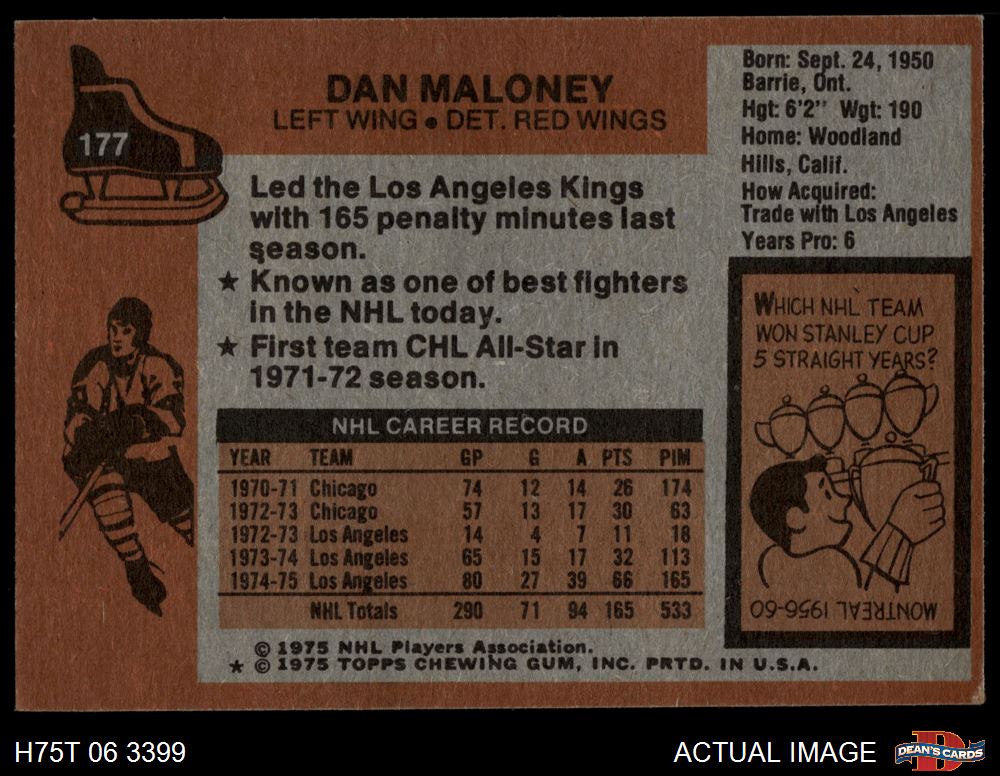 177
DAN MALONEY
LEFT WING • DET. RED WINGS
Born: Sept. 24, 1950
Barrie, Ont.
Hgt: 6'2" Wgt: 190
Home: Woodland
Hills, Calif.
How Acquired:
Trade with Los Angeles
Years Pro: 6
Led the Los Angeles Kings
with 165 penalty minutes last
season.
★ Known as one of best fighters
in the NHL today.
★ First team CHL All-Star in
1971-72 season.
NHL CAREER RECORD
YEAR TEAM GP G A PTS PIM
1970-71 Chicago 74 12 14 26 174
1972-73 Chicago 57 13 17 30 63
1972-73 Los Angeles 14 4 7 11 18
1973-74 Los Angeles 65 15 17 32 113
1974-75 Los Angeles 80 27 39 66 165
NHL Totals 290 71 94 165 533
WHICH NHL TEAM
WON STANLEY CUP
5 STRAIGHT YEARS?
MONTREAL 1956-60
© 1975 NHL Players Association.
★ © 1975 TOPPS CHEWING GUM, INC. PRTD. IN U.S.A.
H75T 06 3399
ACTUAL IMAGE
DEAN'S CARDS